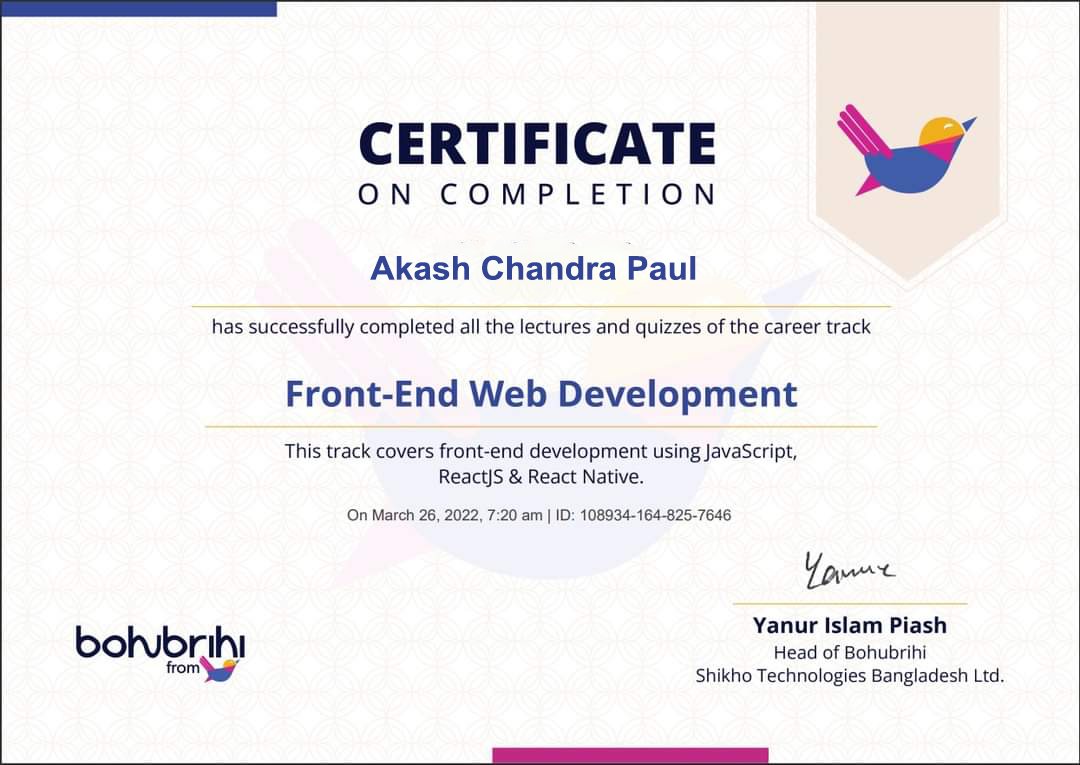 CERTIFICATE
ON COMPLETION
Akash Chandra Paul
has successfully completed all the lectures and quizzes of the career track
Front-End Web Development
This track covers front-end development using JavaScript,
ReactJS & React Native.
On March 26, 2022, 7:20 am | ID: 108934-164-825-7646
Yanur Islam Piash
Head of Bohubrihi
Shikho Technologies Bangladesh Ltd.
bohubrihi
from